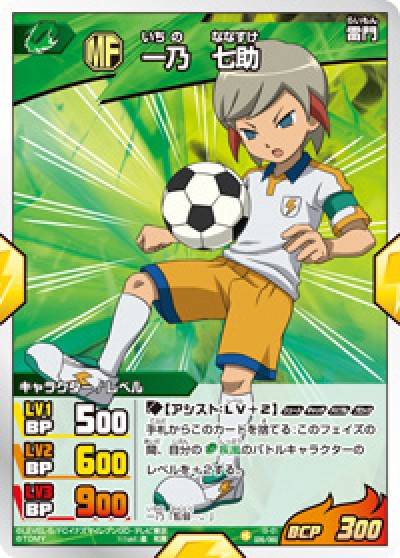 MF
いちの ななすけ
一乃 七助
らいもん
雷門
キャラクターレベル
LV1
BP 500
LV2
BP 600
LV3
BP 900
【アシスト:LV+2】
手札からこのカードを捨てる:このフェイズの
間、自分の 疾風のバトルキャラクターの
レベルを+2する。
©TOMY
BCP 300